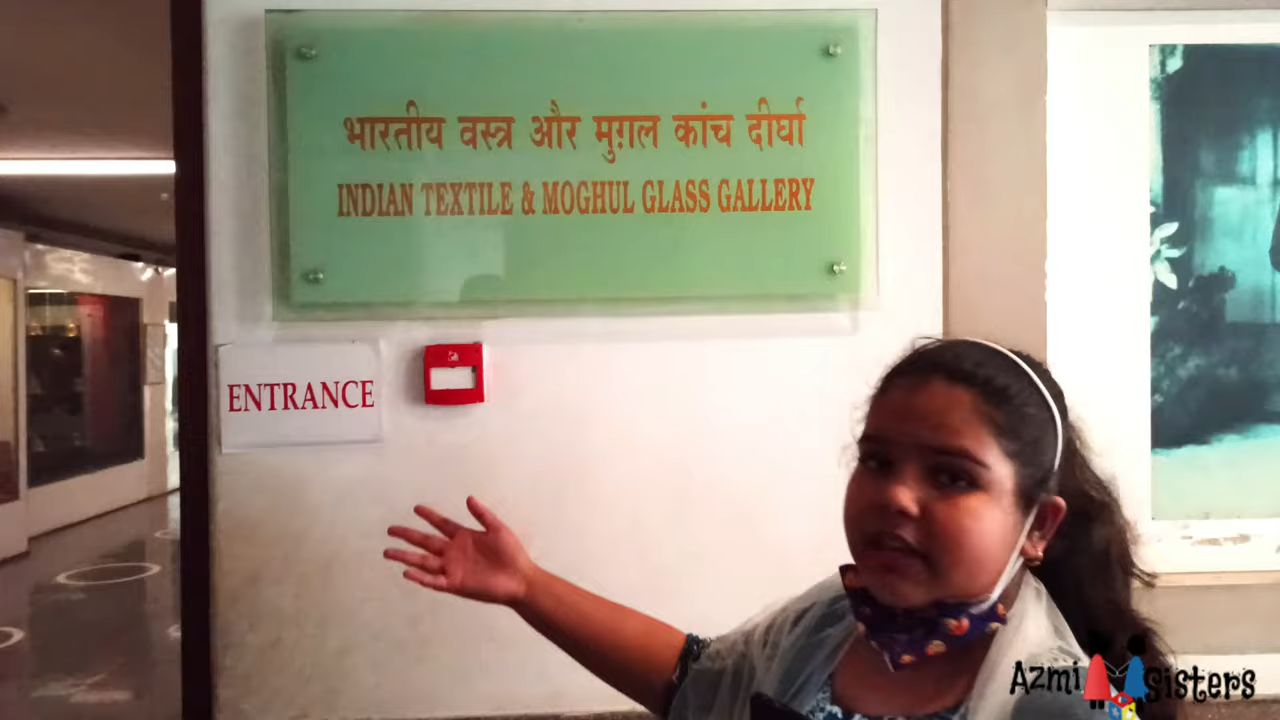 भारतीय वस्त्र और मुग़ल कांच दीर्घा
INDIAN TEXTILE & MOGHUL GLASS GALLERY
ENTRANCE
Azmi Sisters